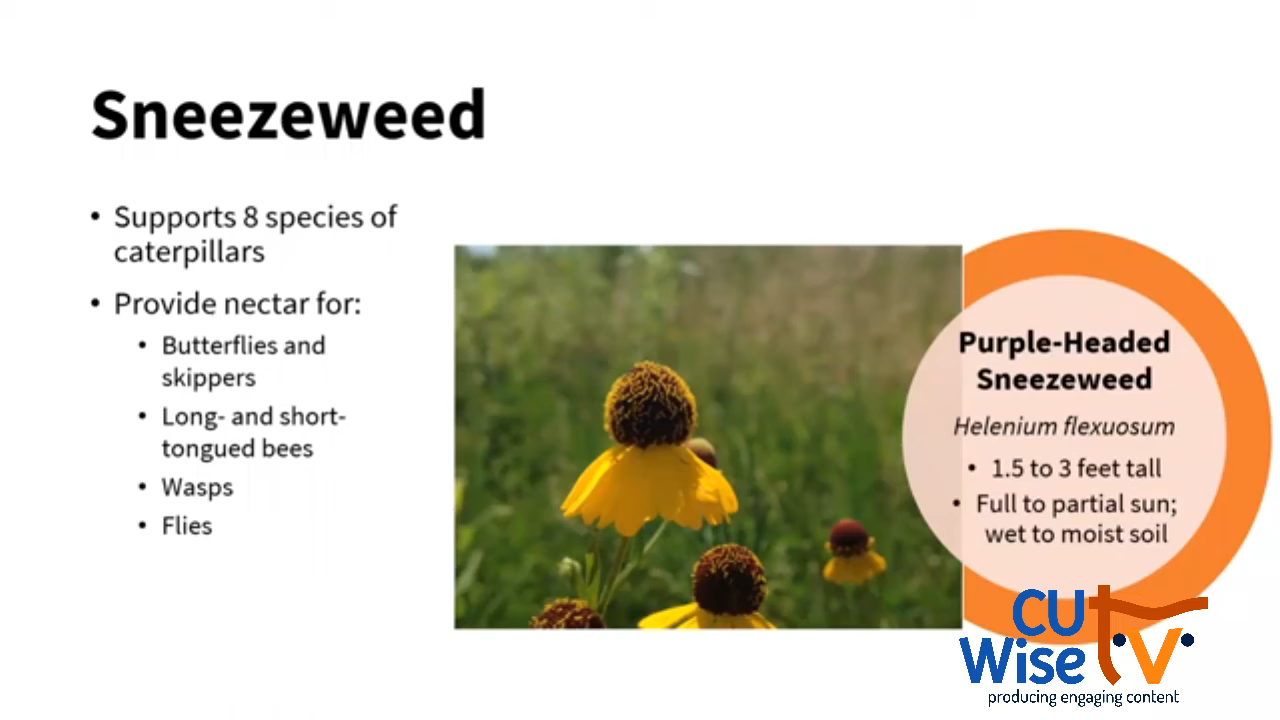 Sneezeweed
• Supports 8 species of
caterpillars
• Provide nectar for:
• Butterflies and
skippers
• Long- and short-
tongued bees
• Wasps
• Flies
Purple-Headed
Sneezeweed
Helenium flexuosum
• 1.5 to 3 feet tall
• Full to partial sun;
wet to moist soil
CU
Wise tv
producing engaging content